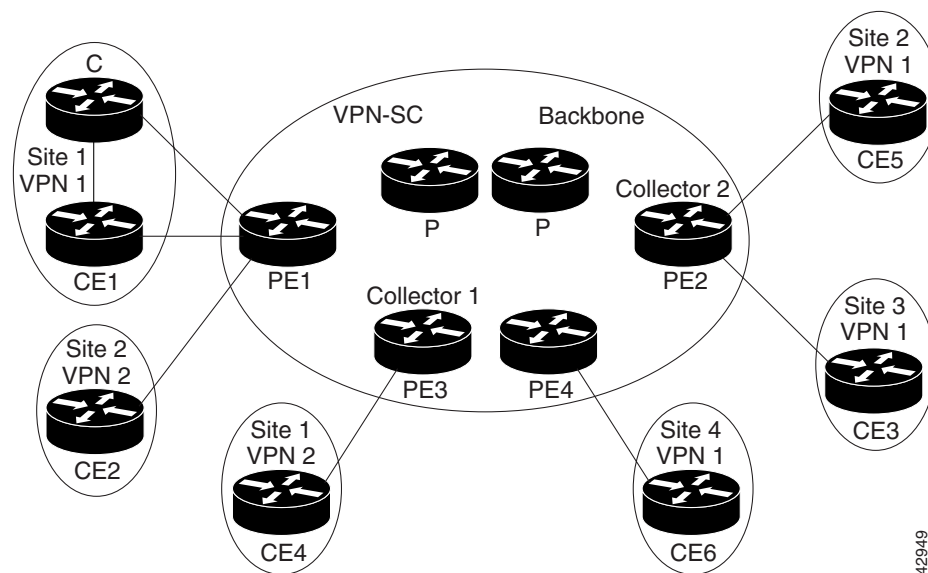 C
Site 1
VPN 1
CE1
Site 2
VPN 2
CE2
VPN-SC
Backbone
P
P
PE1
Collector 2
PE2
Collector 1
PE3
PE4
Site 1
VPN 2
CE4
Site 4
VPN 1
CE6
Site 2
VPN 1
CE5
Site 3
VPN 1
CE3
42949